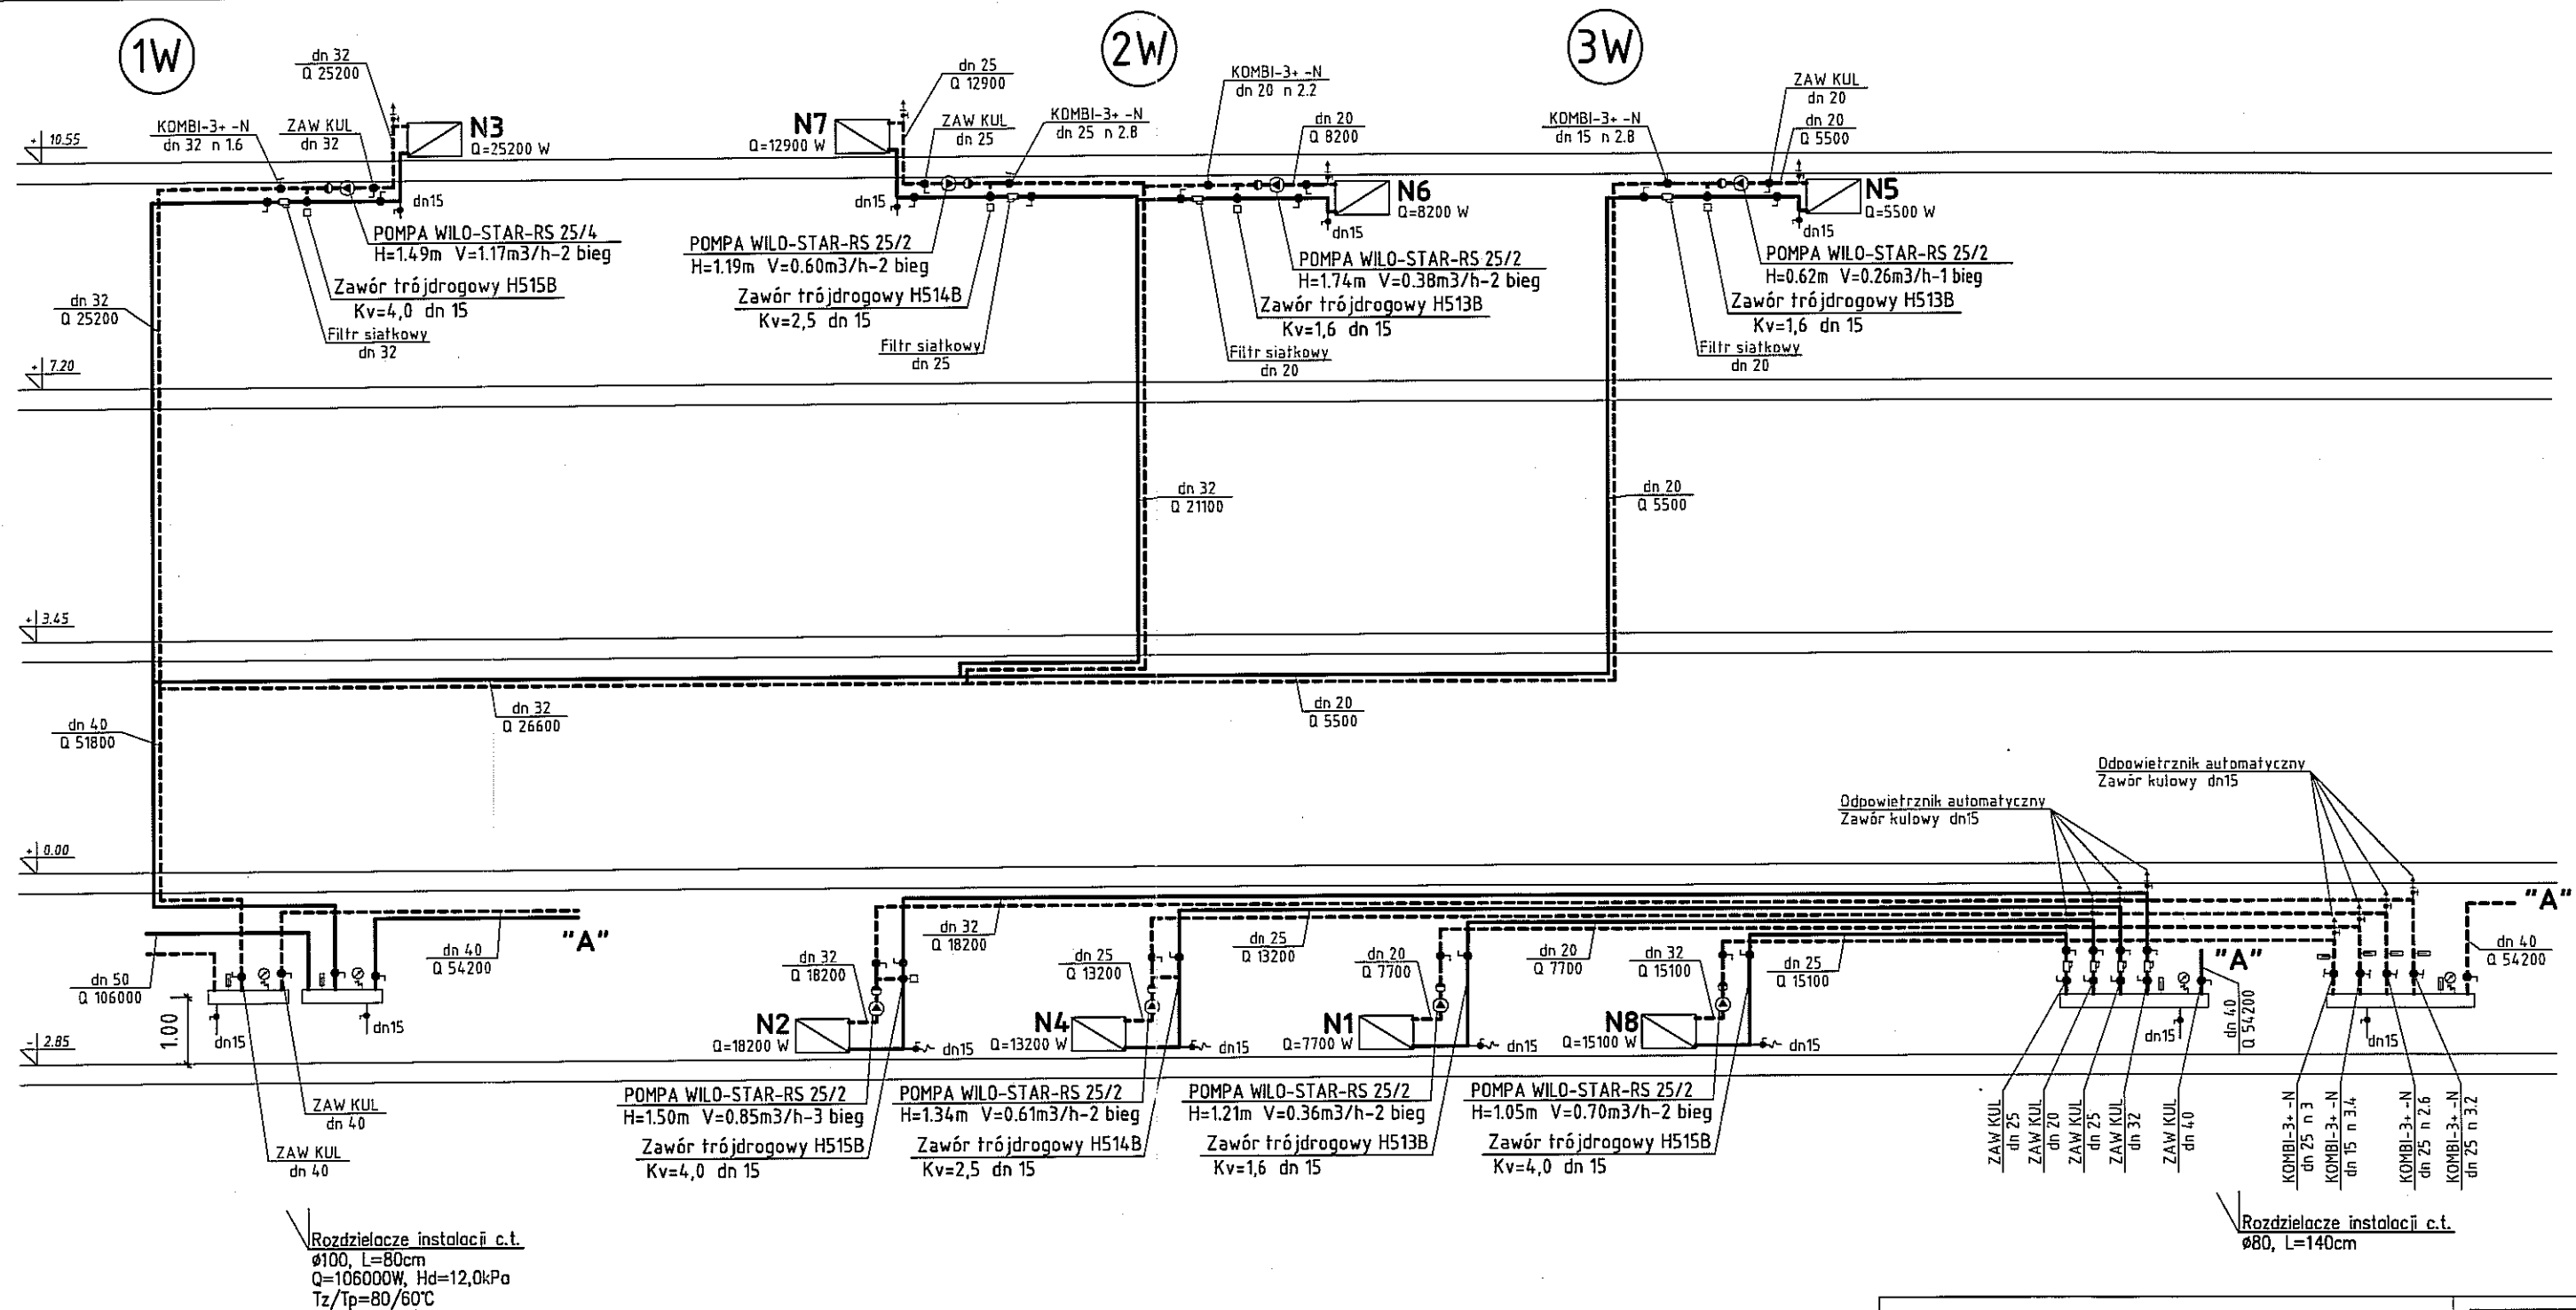 1W
2W
3W
dn 32
Q 25200
KOMBI-3+ -N
dn 32 n 1.6
ZAW KUL
dn 32
N3
Q=25200 W
+ 10.55
dn15
POMPA WILO-STAR-RS 25/4
H=1.49m V=1.17m3/h-2 bieg
Zawór trójdrogowy H515B
Kv=4,0 dn 15
Filtr siatkowy
dn 32
dn 32
Q 25200
dn 25
Q 12900
N7
Q=12900 W
ZAW KUL
dn 25
KOMBI-3+ -N
dn 25 n 2.8
dn15
POMPA WILO-STAR-RS 25/2
H=1.19m V=0.60m3/h-2 bieg
Zawór trójdrogowy H514B
Kv=2,5 dn 15
Filtr siatkowy
dn 25
KOMBI-3+ -N
dn 20 n 2.2
dn 20
Q 8200
N6
Q=8200 W
dn15
POMPA WILO-STAR-RS 25/2
H=1.74m V=0.38m3/h-2 bieg
Zawór trójdrogowy H513B
Kv=1,6 dn 15
Filtr siatkowy
dn 20
KOMBI-3+ -N
dn 15 n 2.8
ZAW KUL
dn 20
dn 20
Q 5500
N5
Q=5500 W
dn15
POMPA WILO-STAR-RS 25/2
H=0.62m V=0.26m3/h-1 bieg
Zawór trójdrogowy H513B
Kv=1,6 dn 15
Filtr siatkowy
dn 20
+ 7.20
dn 32
Q 21100
dn 20
Q 5500
+ 3.45
dn 32
Q 26600
dn 20
Q 5500
dn 40
Q 51800
Odpowietrznik automatyczny
Zawór kulowy dn15
Odpowietrznik automatyczny
Zawór kulowy dn15
+ 0.00
"A"
dn 40
Q 54200
dn 50
Q 106000
1.00
dn15
dn15
- 2.85
ZAW KUL
dn 40
ZAW KUL
dn 40
Rozdzielacze instalacji c.t.
ø100, L=80cm
Q=106000W, Hd=12,0kPa
Tz/Tp=80/60°C
dn 32
Q 18200
dn 32
Q 18200
N2
Q=18200 W
dn15
POMPA WILO-STAR-RS 25/2
H=1.50m V=0.85m3/h-3 bieg
Zawór trójdrogowy H515B
Kv=4,0 dn 15
dn 25
Q 13200
dn 25
Q 13200
N4
Q=13200 W
dn15
POMPA WILO-STAR-RS 25/2
H=1.34m V=0.61m3/h-2 bieg
Zawór trójdrogowy H514B
Kv=2,5 dn 15
dn 20
Q 7700
dn 20
Q 7700
N1
Q=7700 W
dn15
POMPA WILO-STAR-RS 25/2
H=1.21m V=0.36m3/h-2 bieg
Zawór trójdrogowy H513B
Kv=1,6 dn 15
dn 32
Q 15100
dn 25
Q 15100
N8
Q=15100 W
dn15
POMPA WILO-STAR-RS 25/2
H=1.05m V=0.70m3/h-2 bieg
Zawór trójdrogowy H515B
Kv=4,0 dn 15
"A"
dn 40
Q 54200
dn15
ZAW KUL
dn 25
ZAW KUL
dn 20
ZAW KUL
dn 25
ZAW KUL
dn 32
ZAW KUL
dn 40
"A"
dn 40
Q 54200
dn15
KOMBI-3+ -N
dn 25 n 3
KOMBI-3+ -N
dn 15 n 3.4
KOMBI-3+ -N
dn 25 n 2.6
KOMBI-3+ -N
dn 25 n 3.2
Rozdzielacze instalacji c.t.
ø80, L=140cm